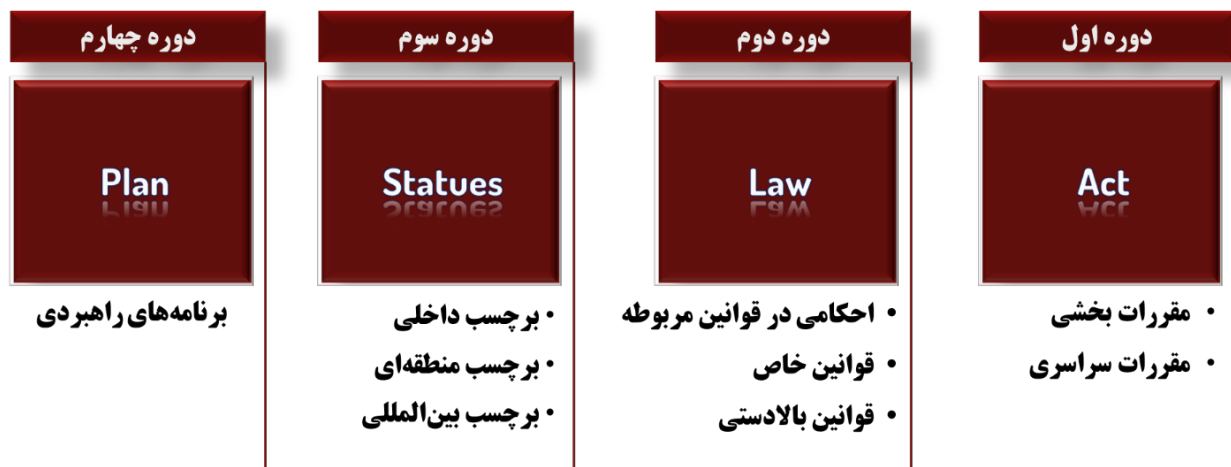 دوره اول
Act
• مقررات بخشی
• مقررات سراسری
دوره دوم
Law
• احکامی در قوانین مربوطه
• قوانین خاص
• قوانین بالادستی
دوره سوم
Statues
• برچسب داخلی
• برچسب منطقه‌ای
• برچسب بین‌المللی
دوره چهارم
Plan
برنامه‌های راهبردی